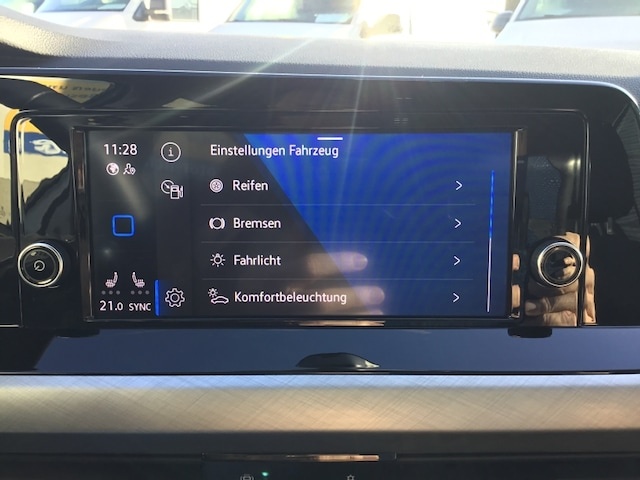 11:28
Einstellungen Fahrzeug
Reifen
Bremsen
Fahrlicht
Komfortbeleuchtung
21.0 SYNC